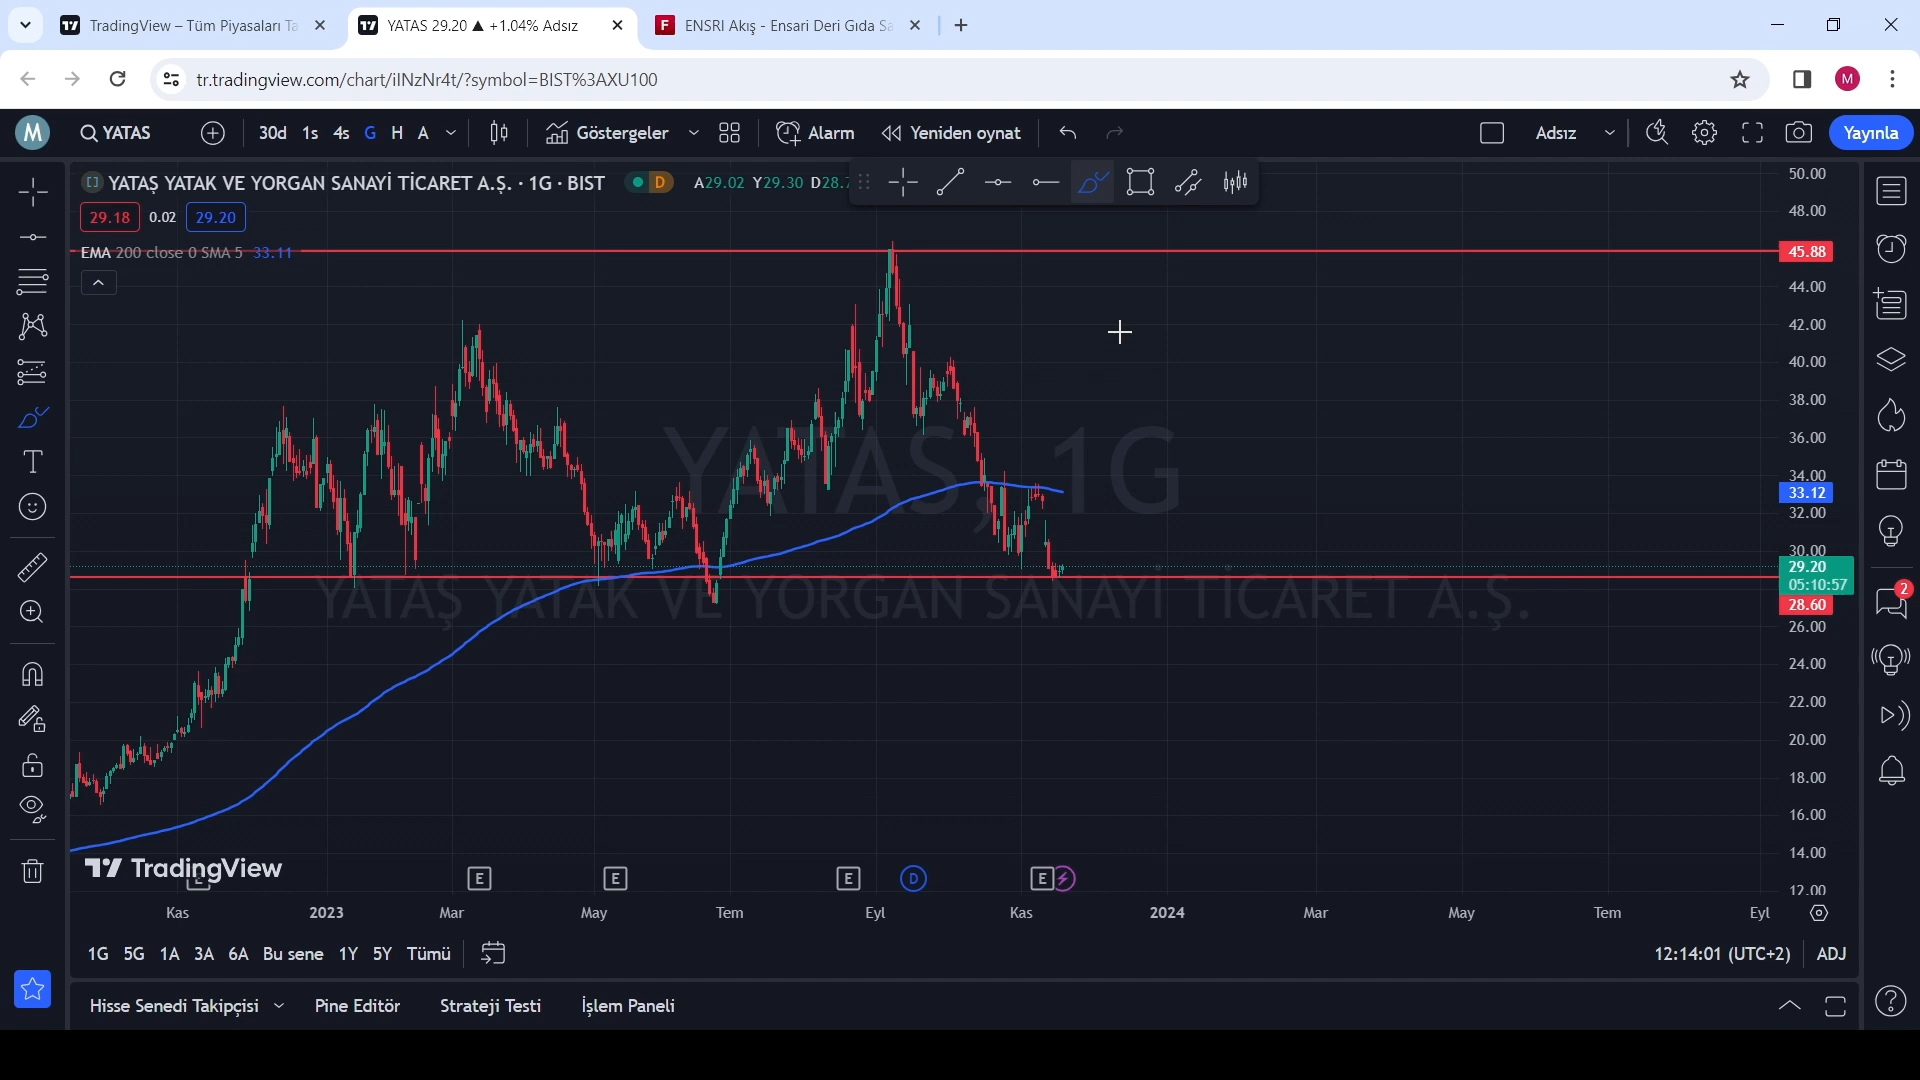 TradingView – Tüm Piyasaları Ta
YATAS 29.20 ▲ +1.04% Adsız
ENSRI Akış - Ensari Deri Gıda Sa
tr.tradingview.com/chart/iINzNr4t/?symbol=BIST%3AXU100
M
M
YATAS
30d 1s 4s G H A
Göstergeler
Alarm
Yeniden oynat
Adsız
Yayınla
YATAŞ YATAK VE YORGAN SANAYİ TİCARET A.Ş. · 1G · BIST
D
A29.02 Y29.30 D28.7
29.18 0.02 29.20
EMA 200 close 0 SMA 5 33.11
YATAS, 1G
YATAŞ YATAK VE YORGAN SANAYİ TİCARET A.Ş.
50.00
48.00
45.88
44.00
42.00
40.00
38.00
36.00
34.00
33.12
32.00
30.00
29.20
05:10:57
28.60
26.00
24.00
22.00
20.00
18.00
16.00
14.00
12.00
2
TradingView
E E E E D E
Kas 2023 Mar May Tem Eyl Kas 2024 Mar May Tem Eyl
1G 5G 1A 3A 6A Bu sene 1Y 5Y Tümü
12:14:01 (UTC+2) ADJ
Hisse Senedi Takipçisi Pine Editör Strateji Testi İşlem Paneli